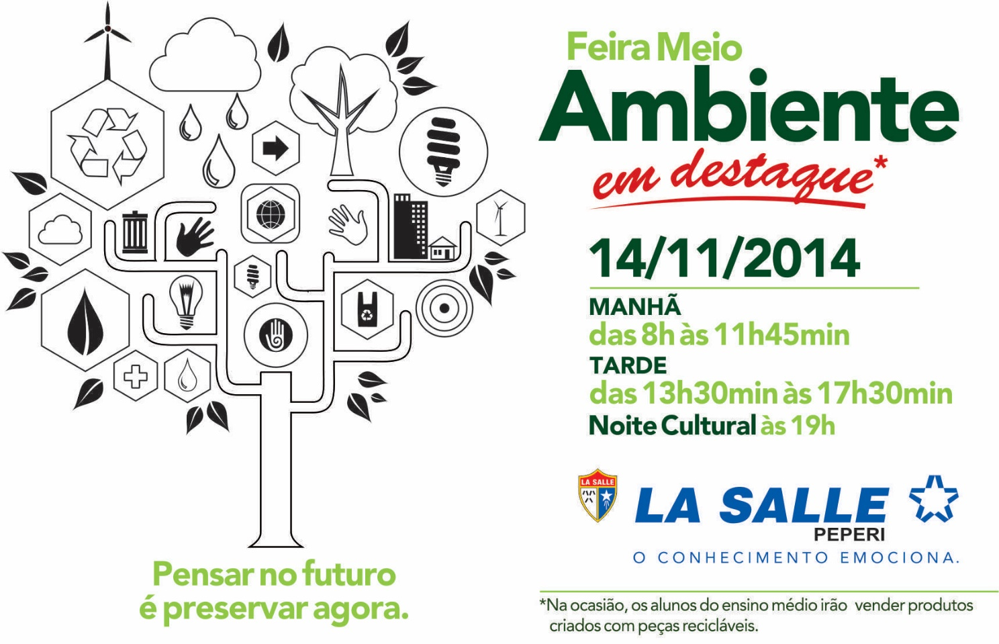 Feira Meio
Ambiente
em destaque*
14/11/2014
MANHÃ
das 8h às 11h45min
TARDE
das 13h30min às 17h30min
Noite Cultural às 19h
LA SALLE
LA SALLE
PEPERI
O CONHECIMENTO EMOCIONA.
Pensar no futuro
é preservar agora.
*Na ocasião, os alunos do ensino médio irão vender produtos
criados com peças recicláveis.